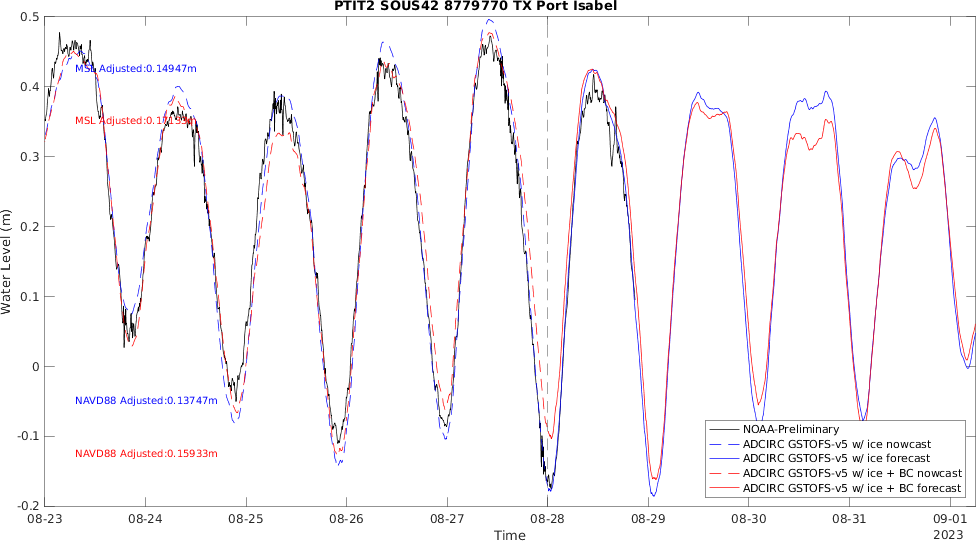 PTIT2 SOUS42 8779770 TX Port Isabel
0.5
0.4
0.3
0.2
0.1
0
-0.1
-0.2
Water Level (m)
MSL Adjusted:0.14947m
MSL
NAVD88 Adjusted:0.13747m
NAVD88 Adjusted:0.15933m
NOAA-Preliminary
ADCIRC GSTOFS-v5 w/ ice nowcast
ADCIRC GSTOFS-v5 w/ ice forecast
ADCIRC GSTOFS-v5 w/ ice + BC nowcast
ADCIRC GSTOFS-v5 w/ ice + BC forecast
08-23 08-24 08-25 08-26 08-27 08-28 08-29 08-30 08-31 09-01
Time
2023